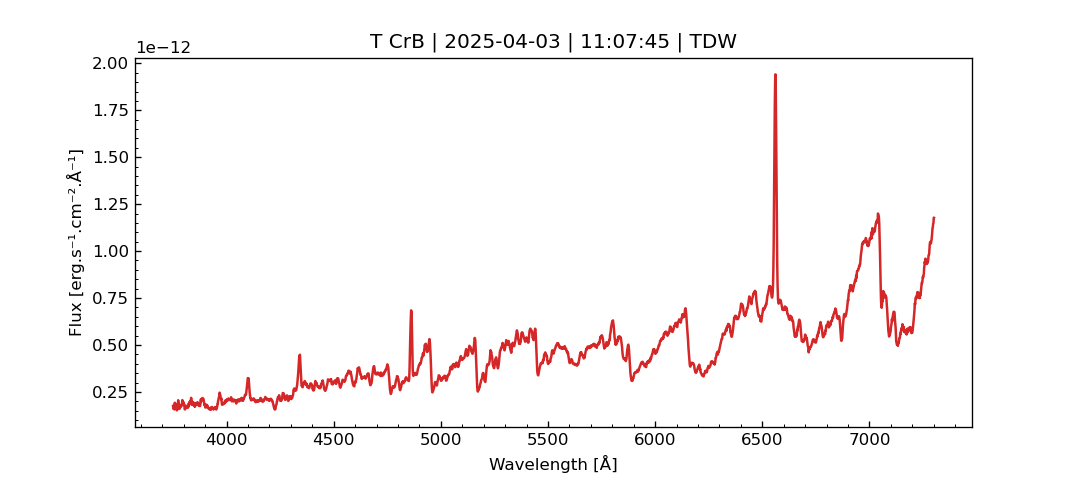 T CrB | 2025-04-03 | 11:07:45 | TDW
1e−12
2.00
1.75
1.50
1.25
1.00
0.75
0.50
0.25
Flux [erg.s⁻¹.cm⁻².Å⁻¹]
4000 4500 5000 5500 6000 6500 7000
Wavelength [Å]